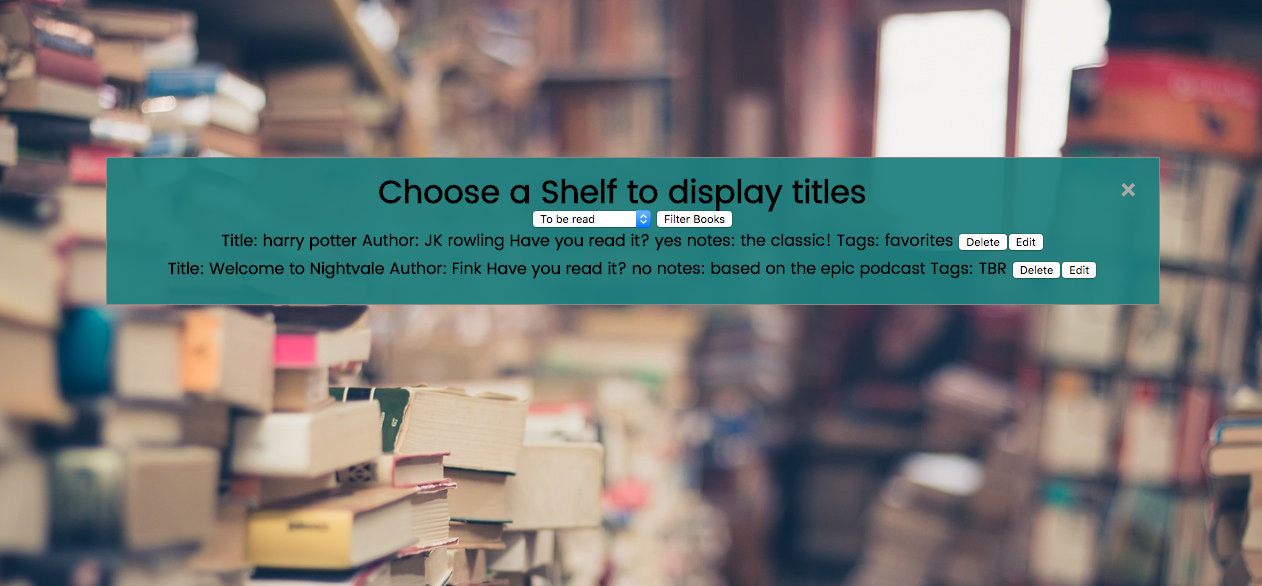 Choose a Shelf to display titles
×
To be read Filter Books
Title: harry potter Author: JK rowling Have you read it? yes notes: the classic! Tags: favorites Delete Edit
Title: Welcome to Nightvale Author: Fink Have you read it? no notes: based on the epic podcast Tags: TBR Delete Edit